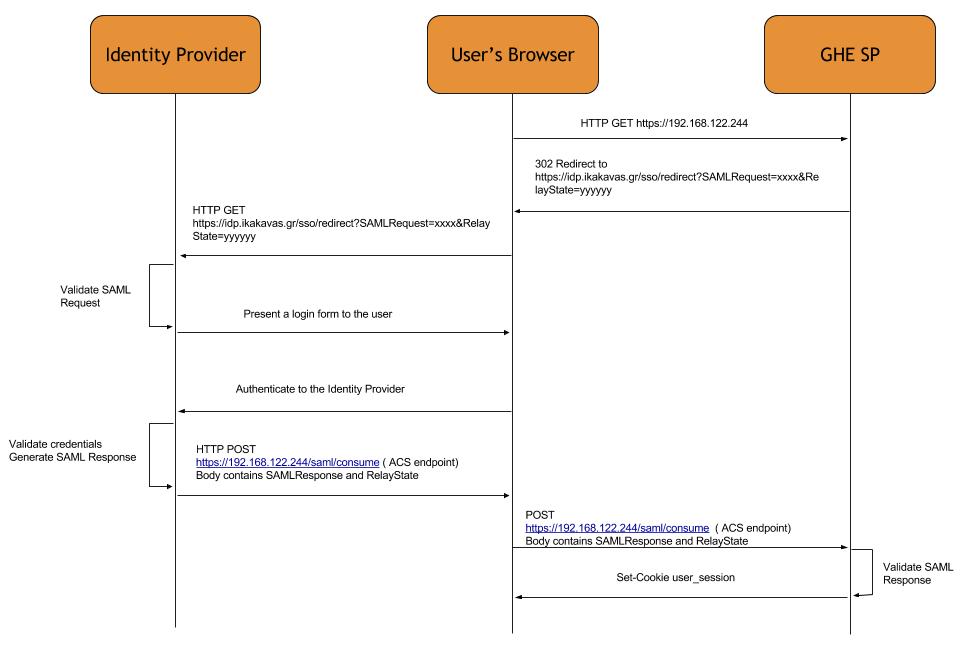 Identity Provider
User's Browser
GHE SP
HTTP GET https://192.168.122.244
302 Redirect to
https://idp.ikakavas.gr/sso/redirect?SAMLRequest=xxxx&Re
layState=yyyyyy
HTTP GET
https://idp.ikakavas.gr/sso/redirect?SAMLRequest=xxxx&Relay
State=yyyyyy
Validate SAML
Request
Present a login form to the user
Authenticate to the Identity Provider
Validate credentials
Generate SAML Response
HTTP POST
https://192.168.122.244/saml/consume ( ACS endpoint)
Body contains SAMLResponse and RelayState
POST
https://192.168.122.244/saml/consume ( ACS endpoint)
Body contains SAMLResponse and RelayState
Validate SAML
Response
Set-Cookie user_session